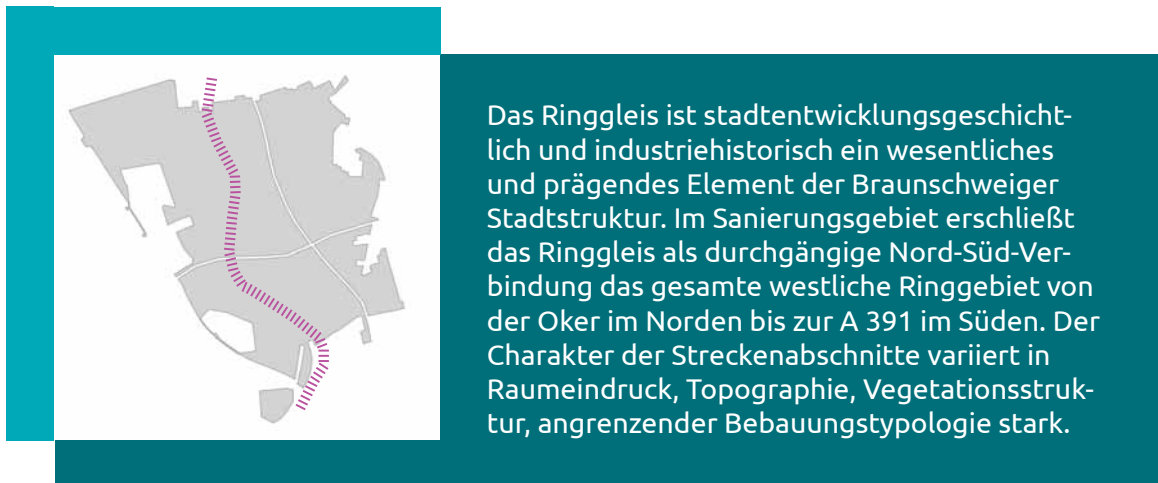 Das Ringgleis ist stadtentwicklungsgeschicht-
lich und industriehistorisch ein wesentliches
und prägendes Element der Braunschweiger
Stadtstruktur. Im Sanierungsgebiet erschließt
das Ringgleis als durchgängige Nord-Süd-Ver-
bindung das gesamte westliche Ringgebiet von
der Oker im Norden bis zur A 391 im Süden. Der
Charakter der Streckenabschnitte variiert in
Raumeindruck, Topographie, Vegetationsstruk-
tur, angrenzender Bebauungstypologie stark.